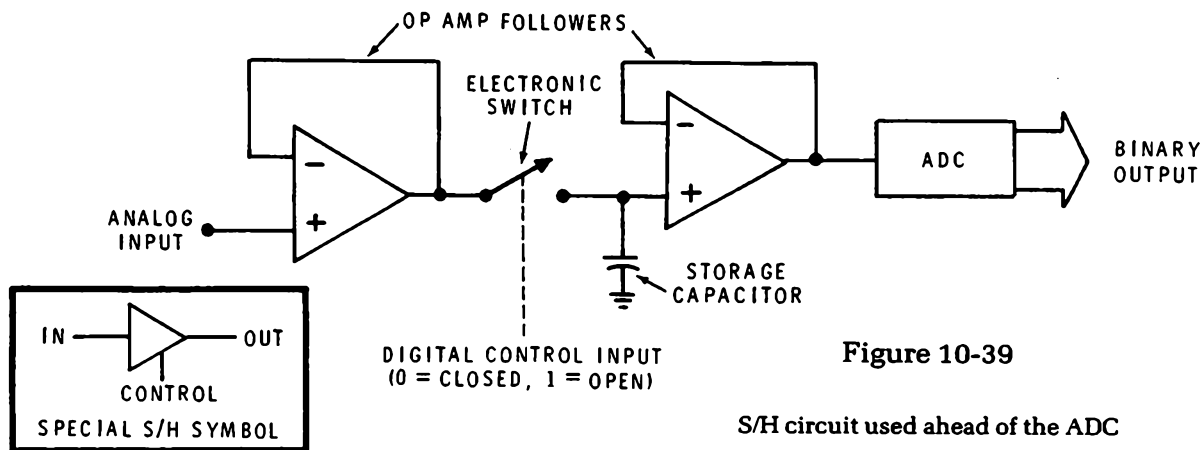 OP AMP FOLLOWERS
ELECTRONIC
SWITCH
-
+
-
+
ADC
BINARY
OUTPUT
ANALOG
INPUT
STORAGE
CAPACITOR
DIGITAL CONTROL INPUT
(0 = CLOSED, 1 = OPEN)
IN
OUT
CONTROL
SPECIAL S/H SYMBOL
Figure 10-39
S/H circuit used ahead of the ADC